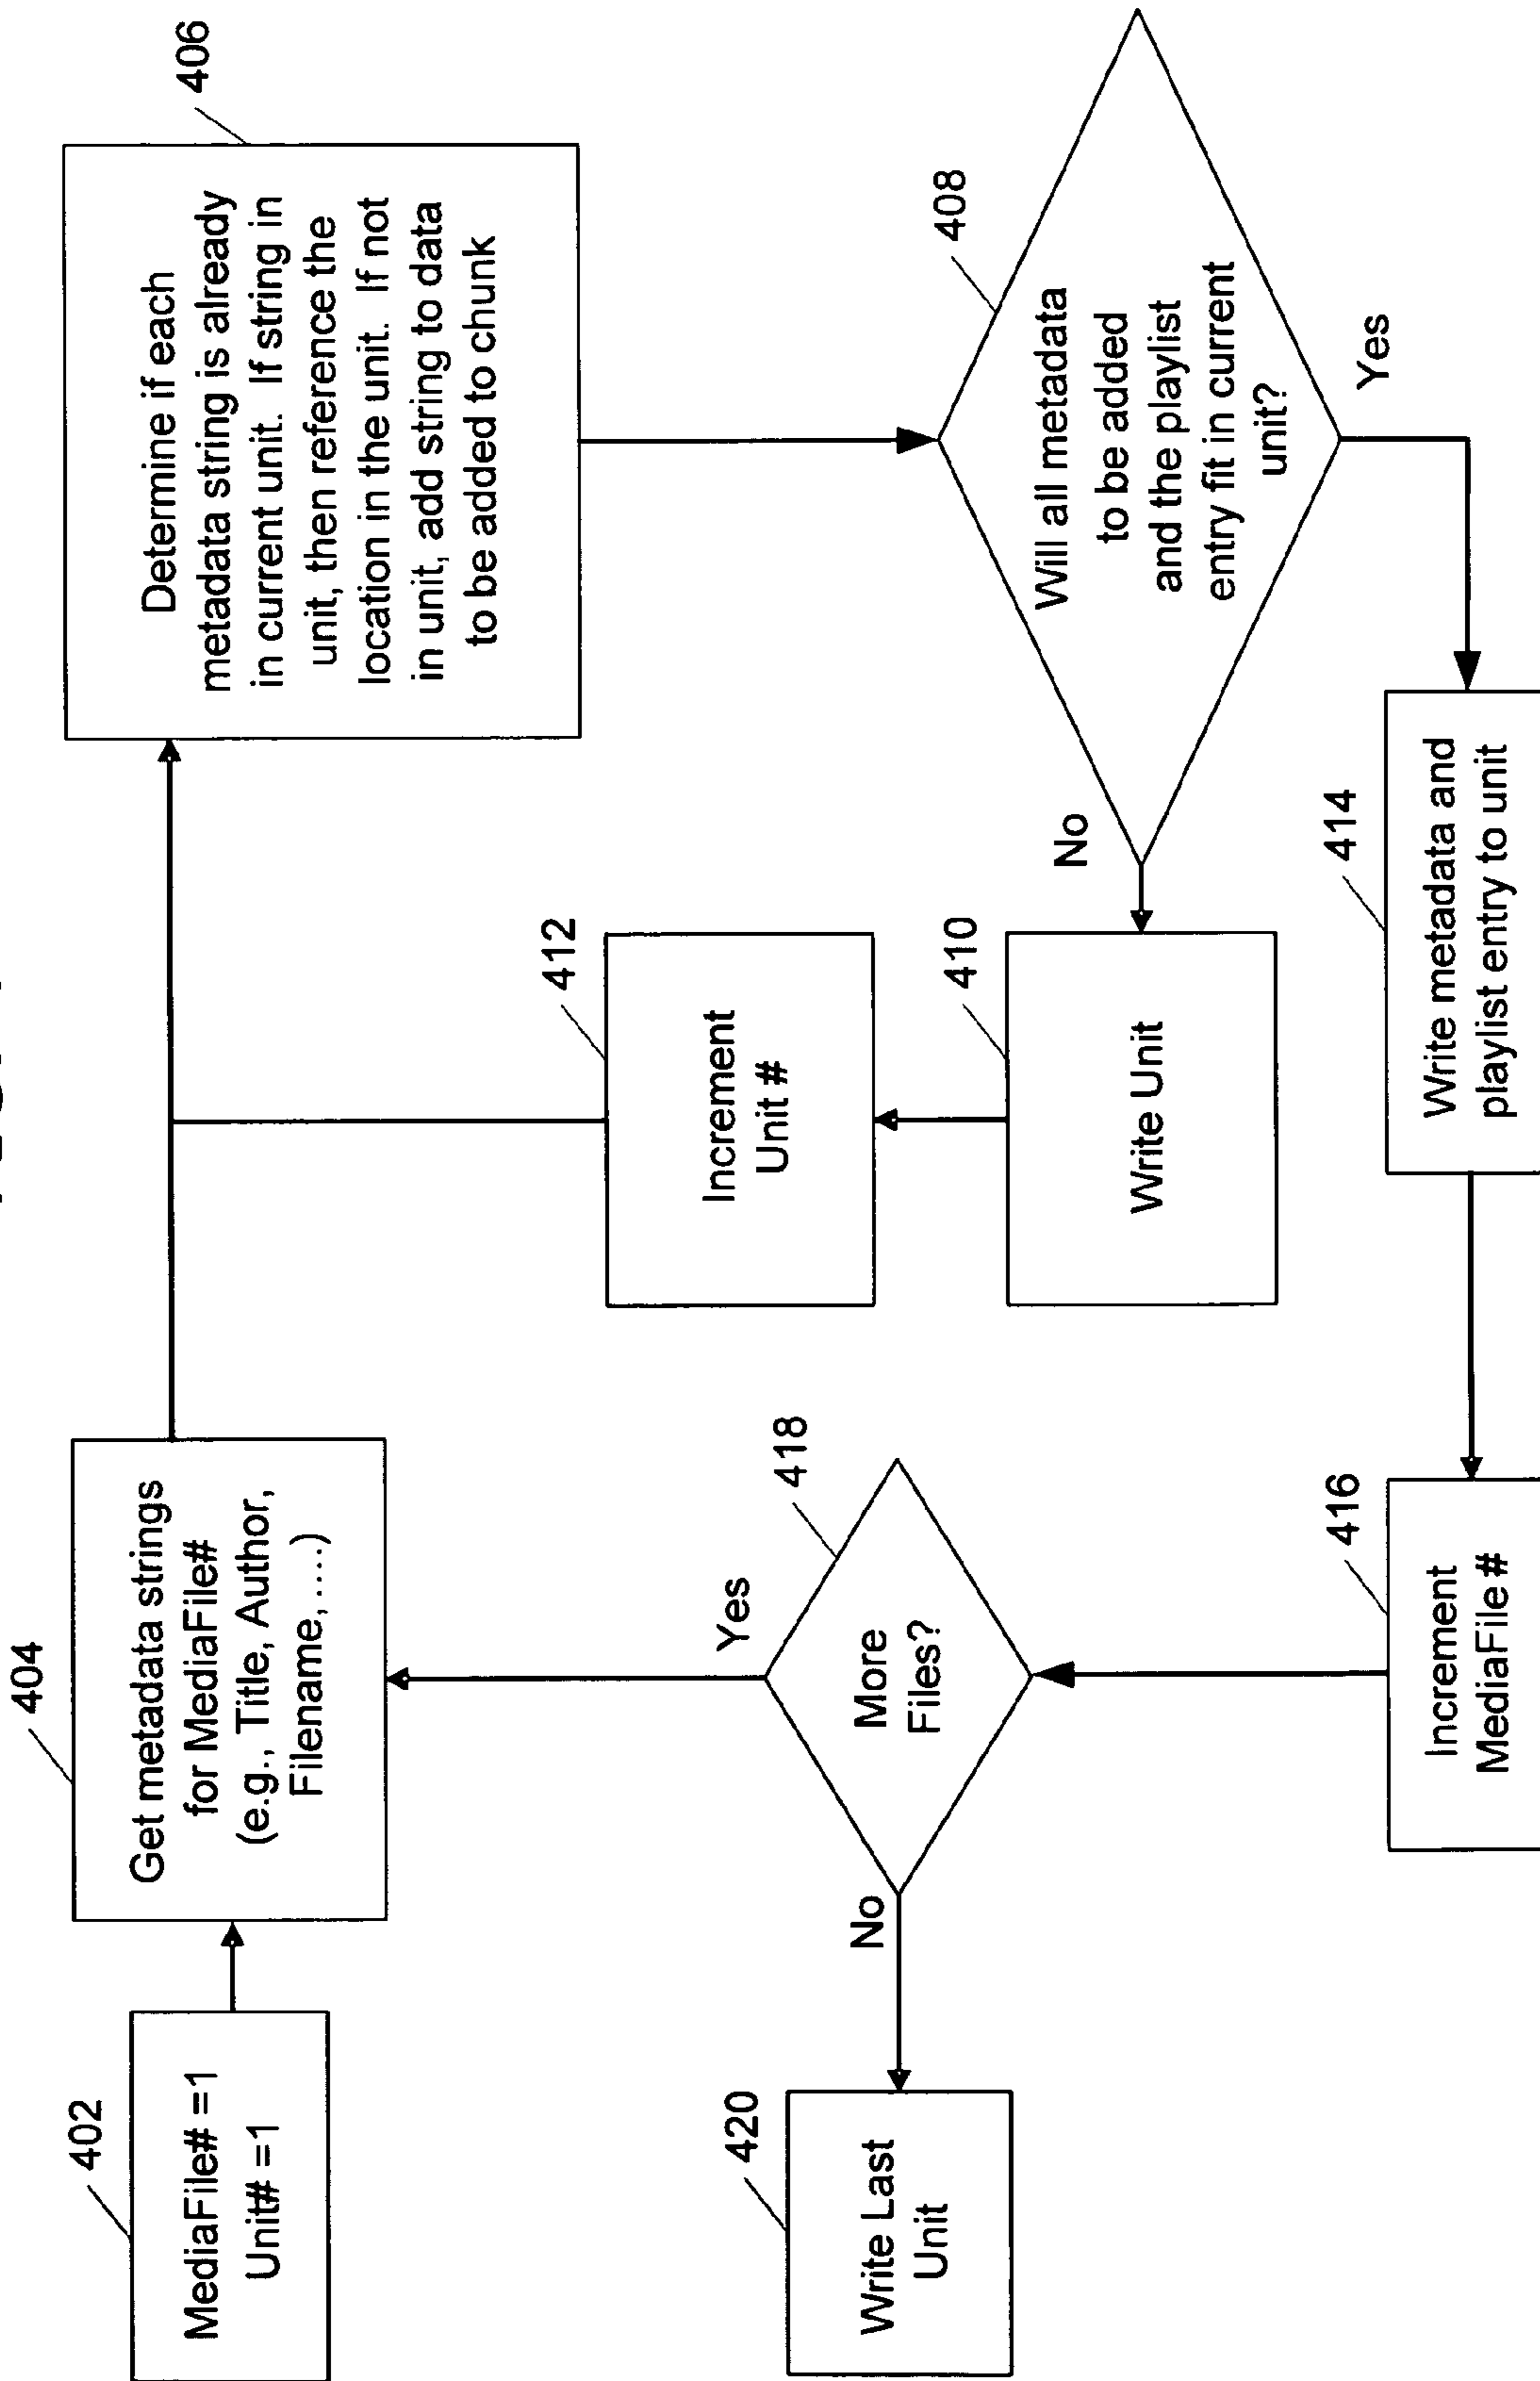 402
MediaFile# =1
Unit# =1
404
Get metadata strings
for MediaFile#
(e.g., Title, Author,
Filename, ....)
406
Determine if each
metadata string is already
in current unit. If string in
unit, then reference the
location in the unit. If not
in unit, add string to data
to be added to chunk
408
Will all metadata
to be added
and the playlist
entry fit in current
unit?
No
Yes
410
Write Unit
412
Increment
Unit #
414
Write metadata and
playlist entry to unit
416
Increment
MediaFile #
418
More
Files?
Yes
No
420
Write Last
Unit